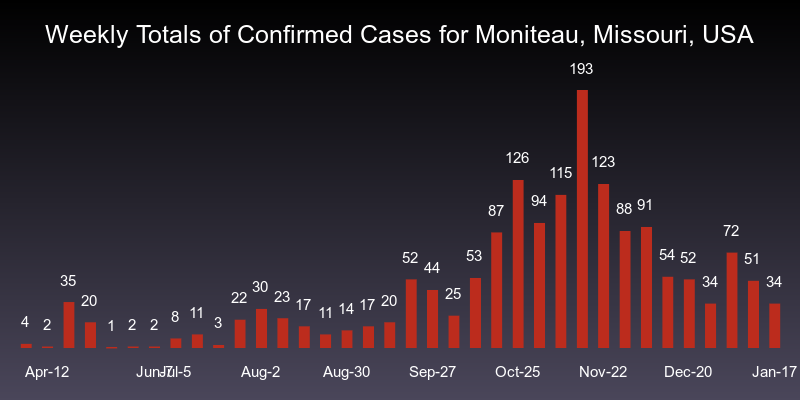 Weekly Totals of Confirmed Cases for Moniteau, Missouri, USA
4 2 35 20 1 2 2 8 11 3 22 30 23 17 11 14 17 20 52 44 25 53 87 126 94 115 193 123 88 91 54 52 34 72 51 34
Apr-12 Jun-7 Jul-5 Aug-2 Aug-30 Sep-27 Oct-25 Nov-22 Dec-20 Jan-17